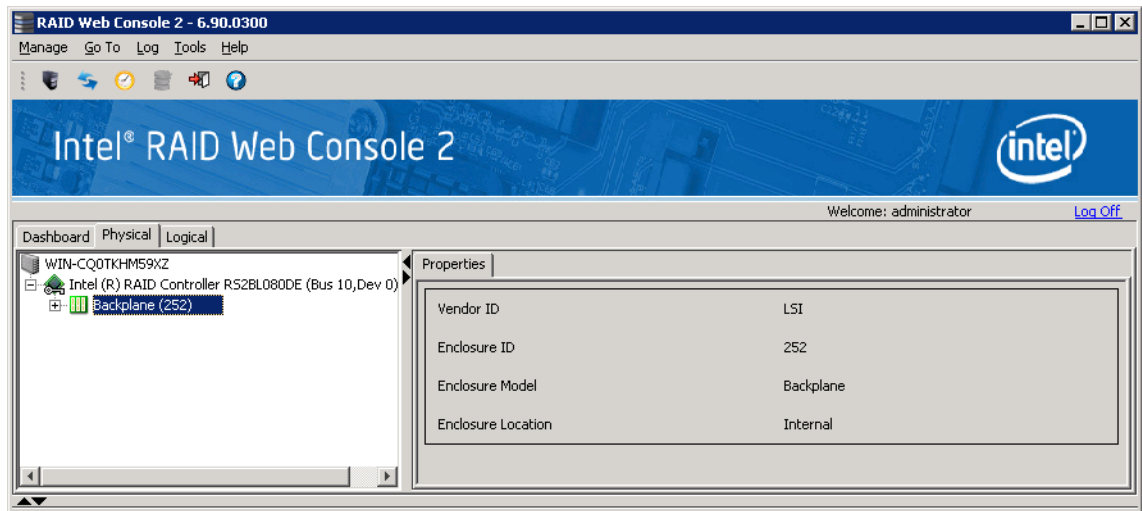 RAID Web Console 2 - 6.90.0300
Manage Go To Log Tools Help
Intel® RAID Web Console 2
intel
Welcome: administrator Log Off
Dashboard Physical Logical
WIN-CQ0TKHM59XZ
Intel (R) RAID Controller RS2BL080DE (Bus 10,Dev 0)
Backplane (252)
Properties
Vendor ID LSI
Enclosure ID 252
Enclosure Model Backplane
Enclosure Location Internal